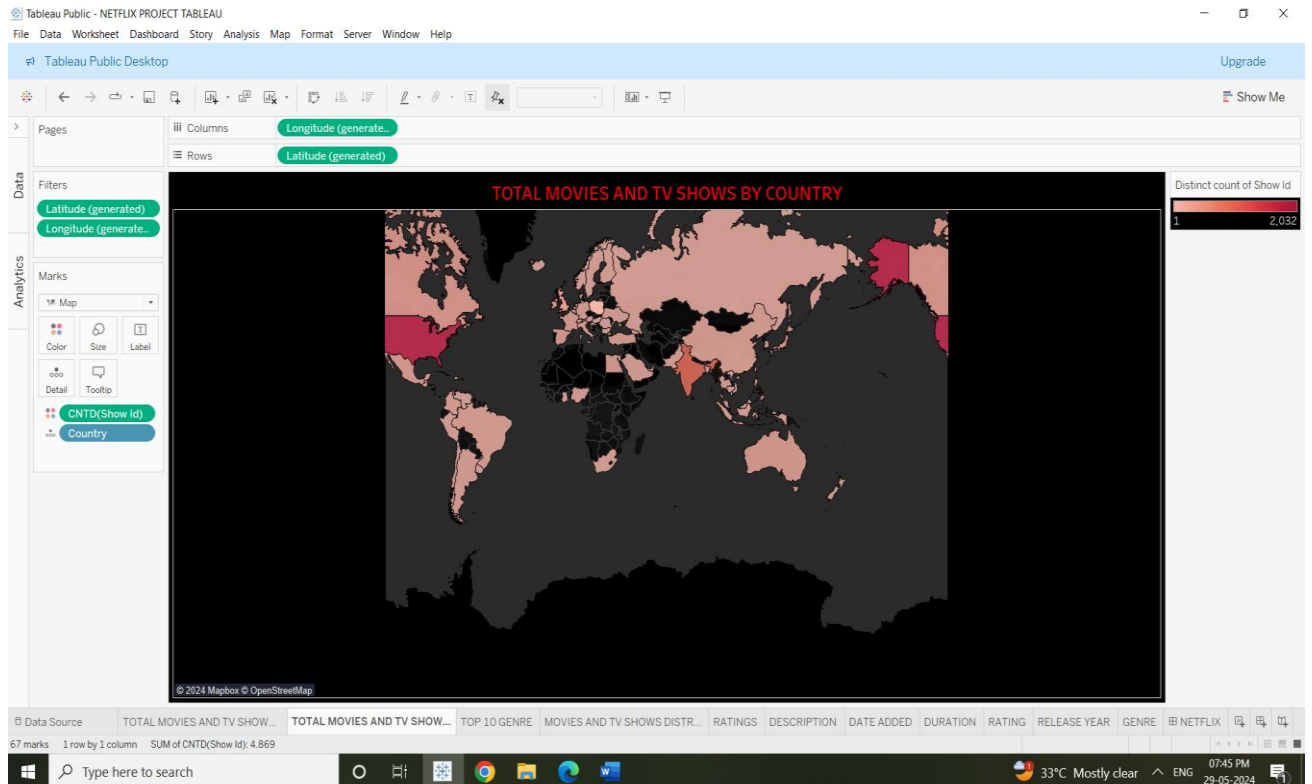 Tableau Public - NETFLIX PROJECT TABLEAU
File Data Worksheet Dashboard Story Analysis Map Format Server Window Help
Tableau Public Desktop
Upgrade
Show Me
Pages
Columns
Longitude (generate..
Rows
Latitude (generated)
Data
Analytics
Filters
Latitude (generated)
Longitude (generate..
Marks
Map
Color Size Label
Detail Tooltip
CNTD(Show Id)
Country
TOTAL MOVIES AND TV SHOWS BY COUNTRY
© 2024 Mapbox © OpenStreetMap
Distinct count of Show Id
1 2,032
Data Source TOTAL MOVIES AND TV SHOW... TOTAL MOVIES AND TV SHOW... TOP 10 GENRE MOVIES AND TV SHOWS DISTR... RATINGS DESCRIPTION DATE ADDED DURATION RATING RELEASE YEAR GENRE NETFLIX
67 marks 1 row by 1 column SUM of CNTD(Show Id): 4,869
Type here to search
33°C Mostly clear ENG
07:45 PM
29-05-2024